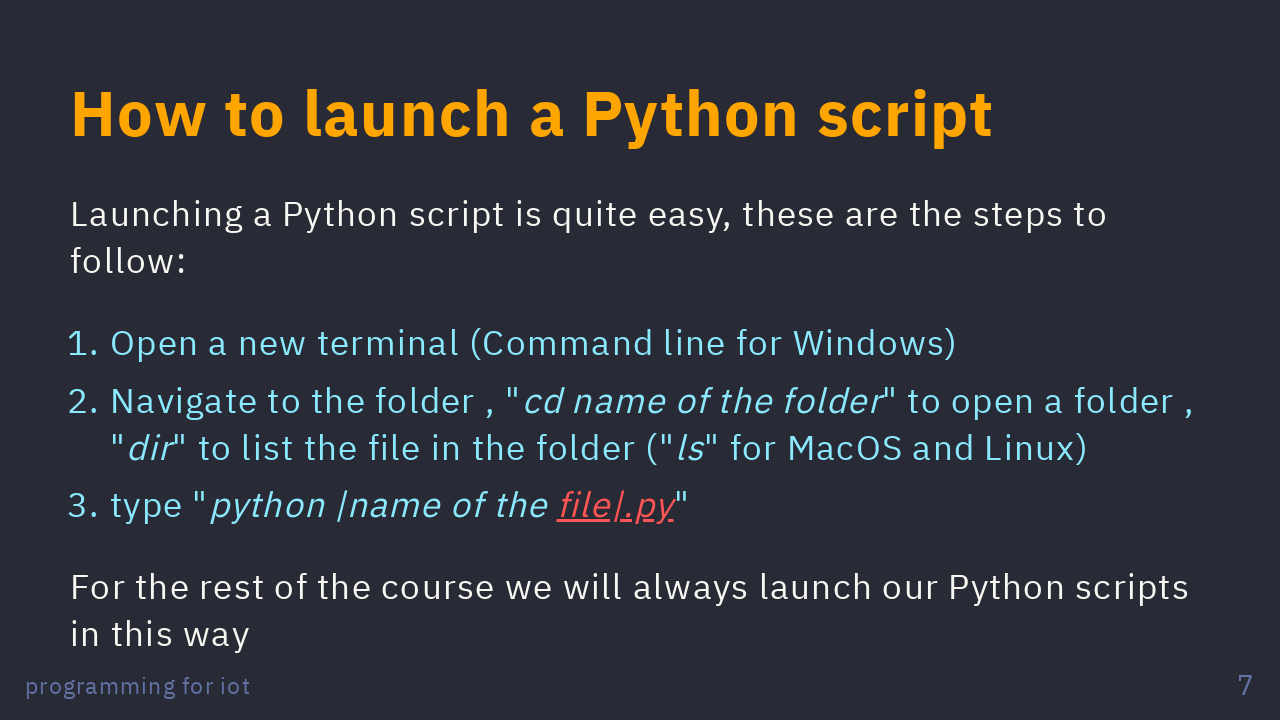 How to launch a Python script
Launching a Python script is quite easy, these are the steps to
follow:
1. Open a new terminal (Command line for Windows)
2. Navigate to the folder , "cd name of the folder" to open a folder ,
"dir" to list the file in the folder ("ls" for MacOS and Linux)
3. type "python |name of the file|.py"
For the rest of the course we will always launch our Python scripts
in this way
programming for iot
7